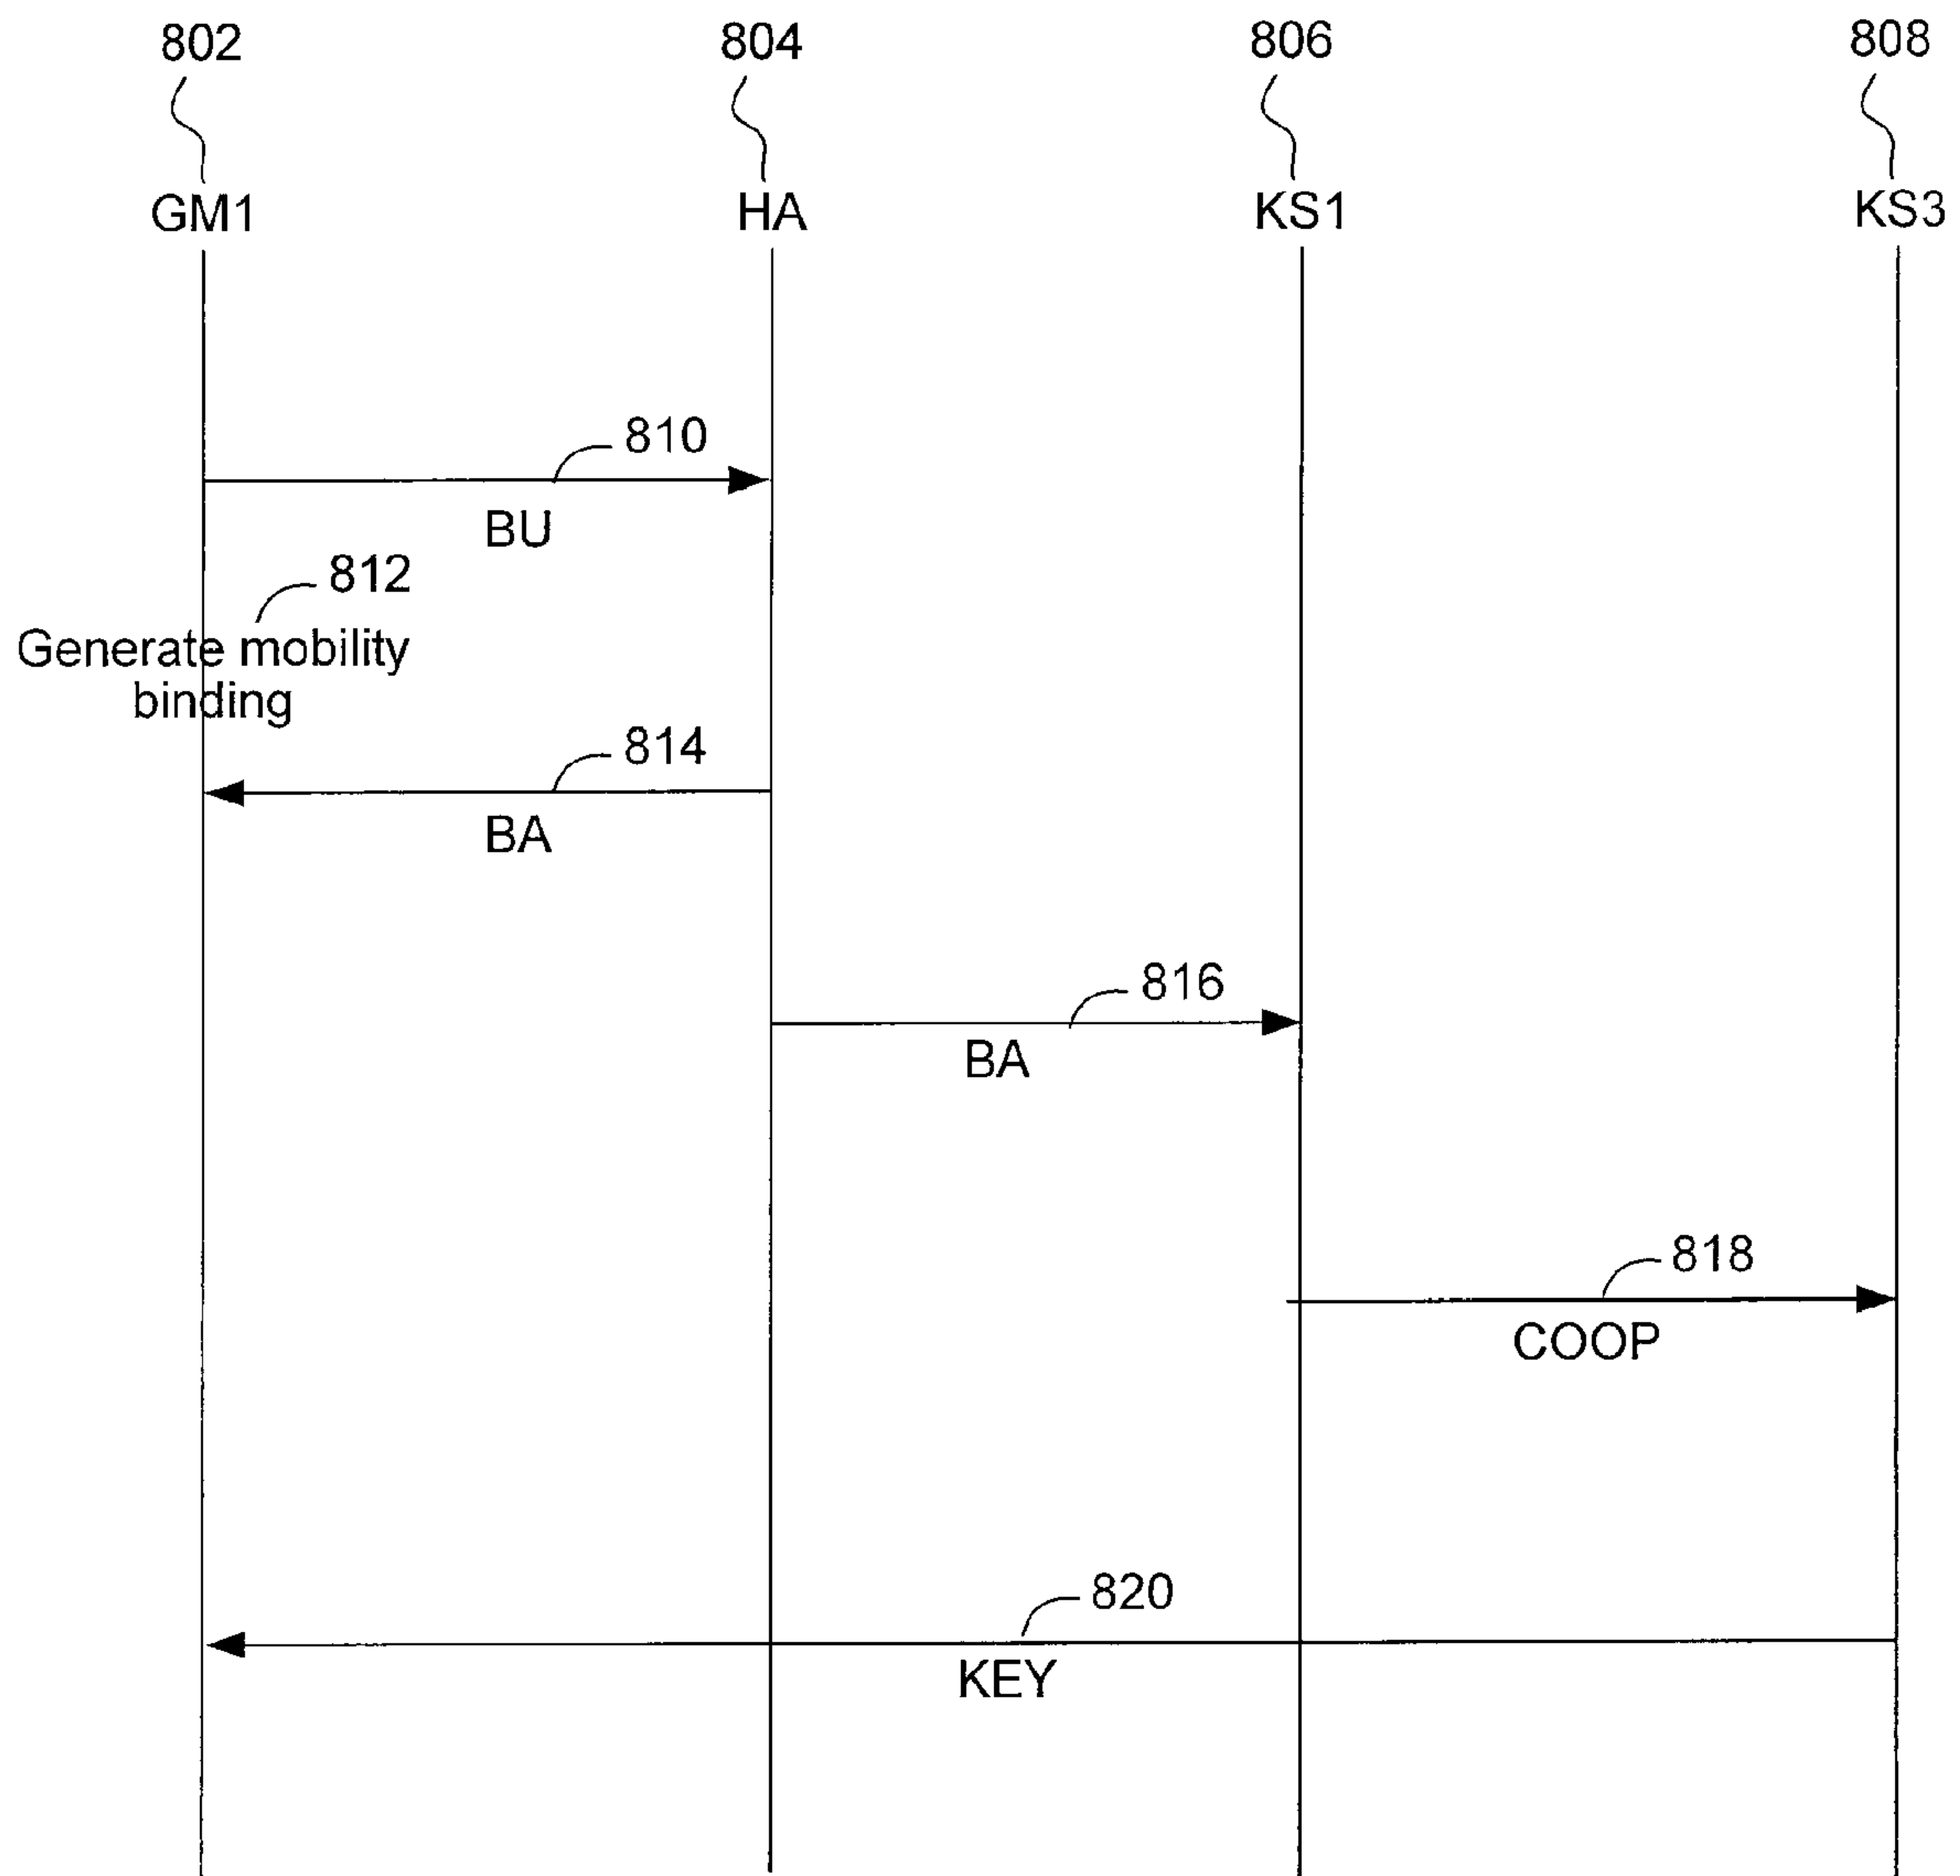 802 804 806 808
GM1 HA KS1 KS3
810
BU
812
Generate mobility
binding
814
BA
816
BA
818
COOP
820
KEY